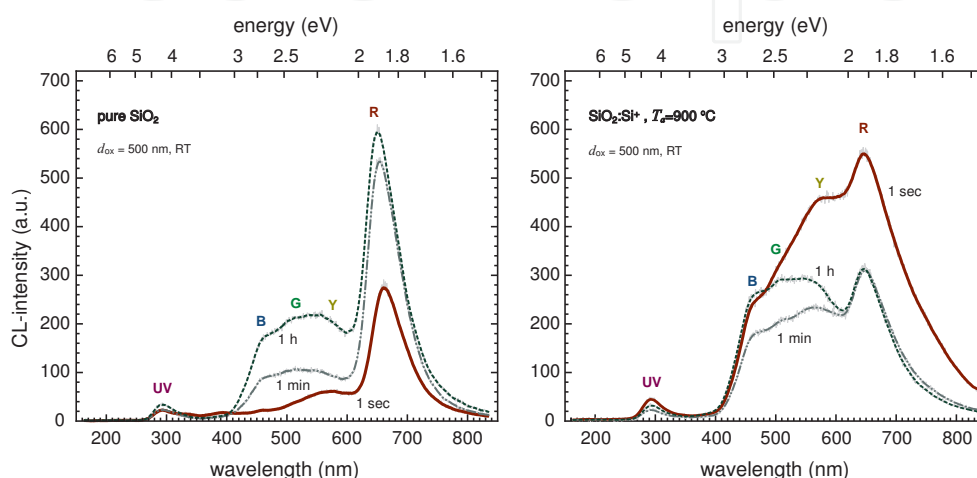 energy (eV)
6 5 4 3 2.5 2 1.8 1.6
700
600
500
400
300
200
100
0
CL-intensity (a.u.)
pure SiO₂
dox = 500 nm, RT
R
B
G
Y
UV
1 h
1 min
1 sec
200 300 400 500 600 700 800
wavelength (nm)
energy (eV)
6 5 4 3 2.5 2 1.8 1.6
700
600
500
400
300
200
100
0
SiO₂:Si⁺ , Tₐ=900 °C
dox = 500 nm, RT
R
Y
G
B
UV
1 sec
1 h
1 min
200 300 400 500 600 700 800
wavelength (nm)